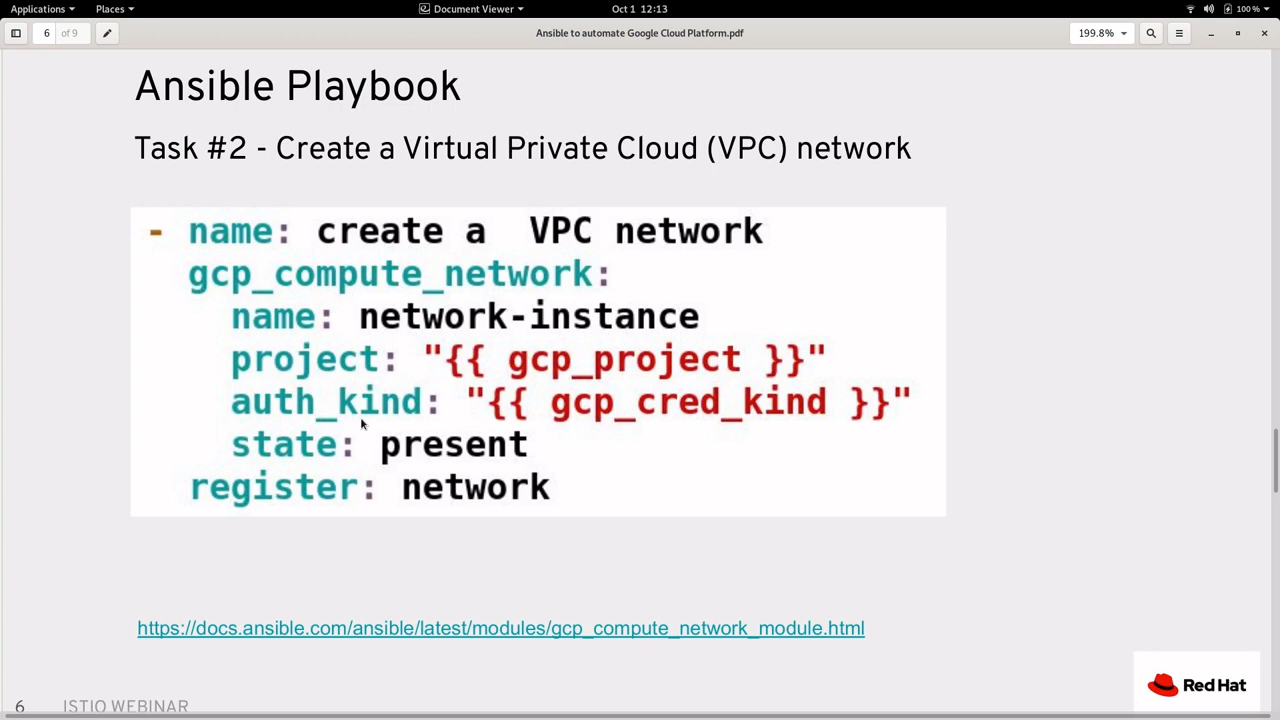 Applications Places Document Viewer Oct 1 12:13 100%
6 of 9 Ansible to automate Google Cloud Platform.pdf 199.8%
Ansible Playbook
Task #2 - Create a Virtual Private Cloud (VPC) network
- name: create a  VPC network
gcp_compute_network:
name: network-instance
project: "{{ gcp_project }}"
auth_kind: "{{ gcp_cred_kind }}"
state: present
register: network
https://docs.ansible.com/ansible/latest/modules/gcp_compute_network_module.html
Red Hat
6 ISTIO WEBINAR